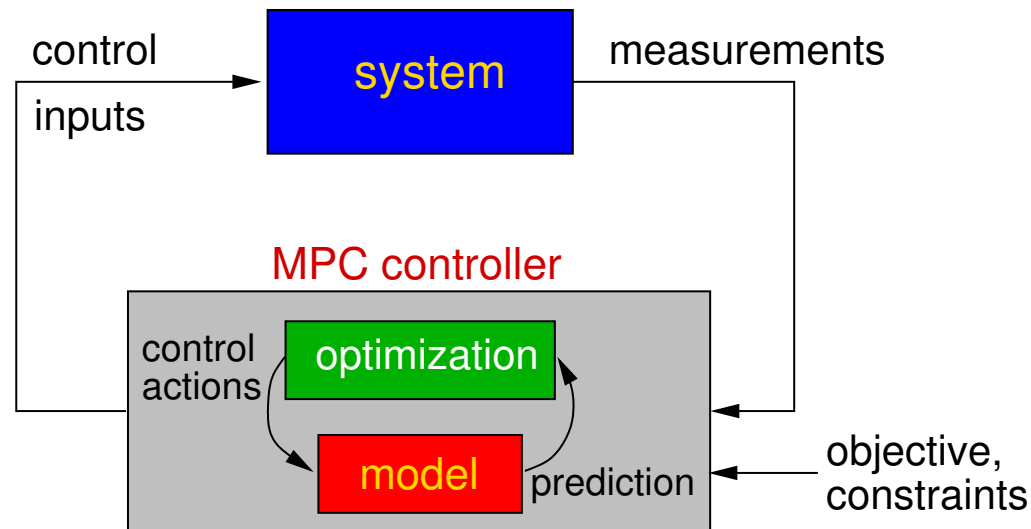 control
inputs
system
measurements
MPC controller
control
actions
optimization
model
prediction
objective,
constraints